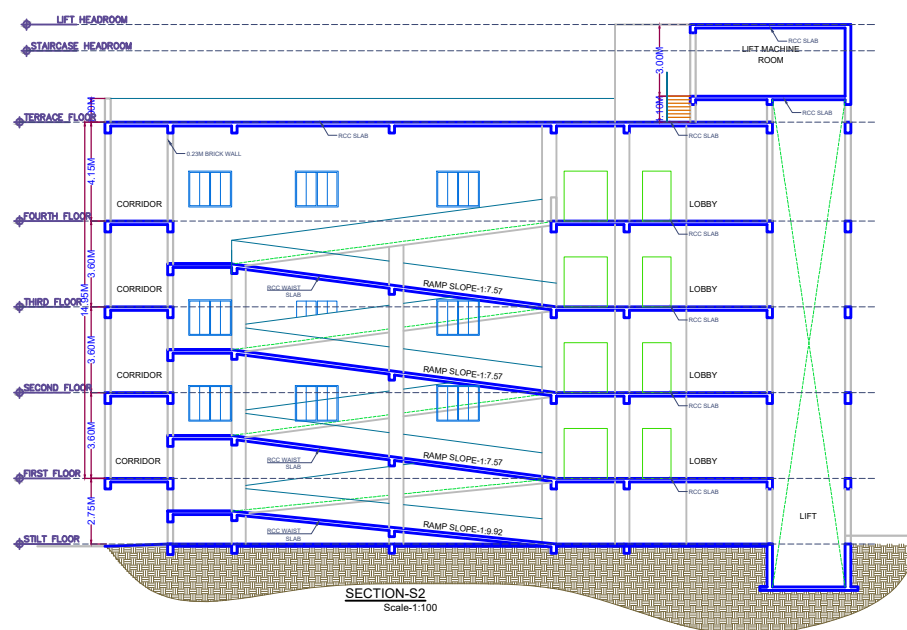 LIFT HEADROOM
RCC SLAB
STAIRCASE HEADROOM
LIFT MACHINE
ROOM
3.00M
RCC SLAB
TERRACE FLOOR
RCC SLAB
RCC SLAB
0.23M BRICK WALL
4.15M
CORRIDOR
LOBBY
FOURTH FLOOR
RCC SLAB
3.60M
RCC WAIST
SLAB
RAMP SLOPE-1:7.57
CORRIDOR
LOBBY
THIRD FLOOR
14.95M
RCC SLAB
3.60M
RAMP SLOPE-1:7.57
CORRIDOR
LOBBY
SECOND FLOOR
RCC SLAB
3.60M
RCC WAIST
SLAB
RAMP SLOPE-1:7.57
CORRIDOR
LOBBY
FIRST FLOOR
RCC SLAB
2.75M
LIFT
RCC WAIST
SLAB
RAMP SLOPE-1:9.92
STILT FLOOR
SECTION-S2
Scale-1:100